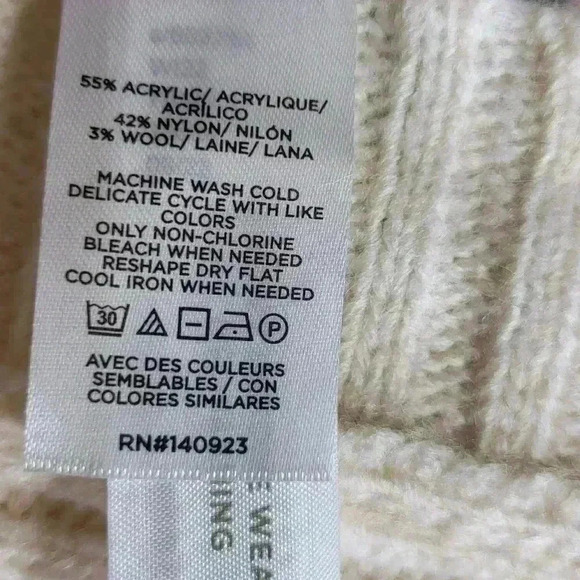 55% ACRYLIC/ ACRYLIQUE/
ACRÍLICO
42% NYLON/ NILÓN
3% WOOL/ LAINE/ LANA
MACHINE WASH COLD
DELICATE CYCLE WITH LIKE
COLORS
ONLY NON-CHLORINE
BLEACH WHEN NEEDED
RESHAPE DRY FLAT
COOL IRON WHEN NEEDED
30 P
AVEC DES COULEURS
SEMBLABLES / CON
COLORES SIMILARES
RN#140923